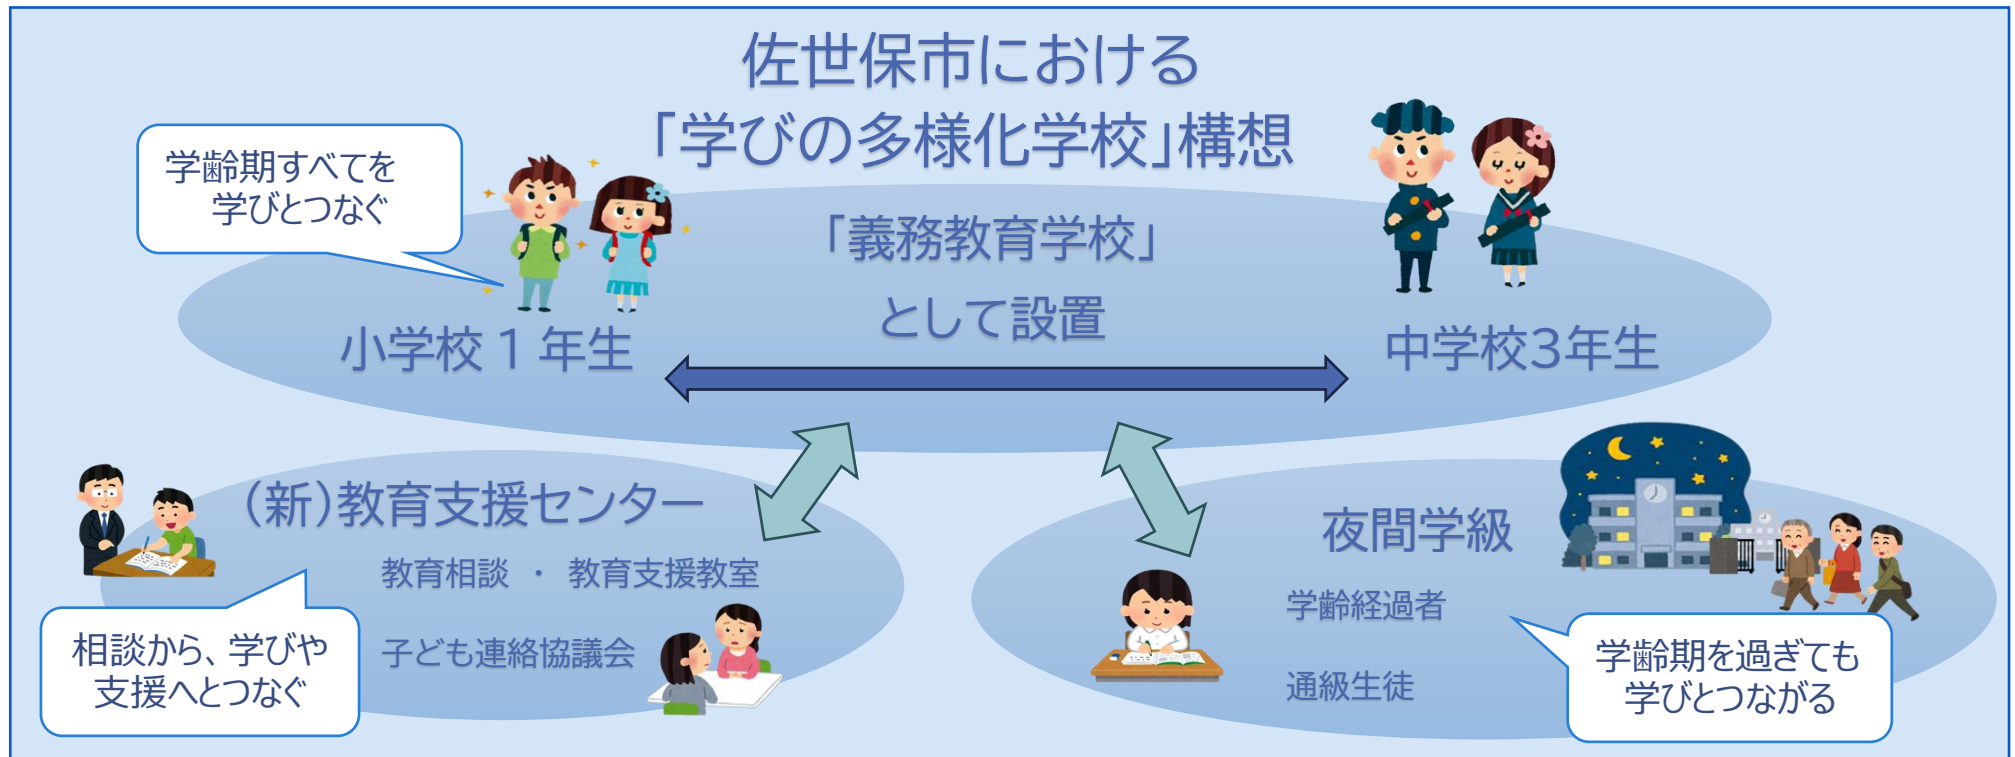 佐世保市における
「学びの多様化学校」構想
学齢期すべてを
学びとつなぐ
「義務教育学校」
として設置
小学校１年生
中学校3年生
(新)教育支援センター
教育相談 ・ 教育支援教室
子ども連絡協議会
相談から、学びや
支援へとつなぐ
夜間学級
学齢経過者
通級生徒
学齢期を過ぎても
学びとつながる